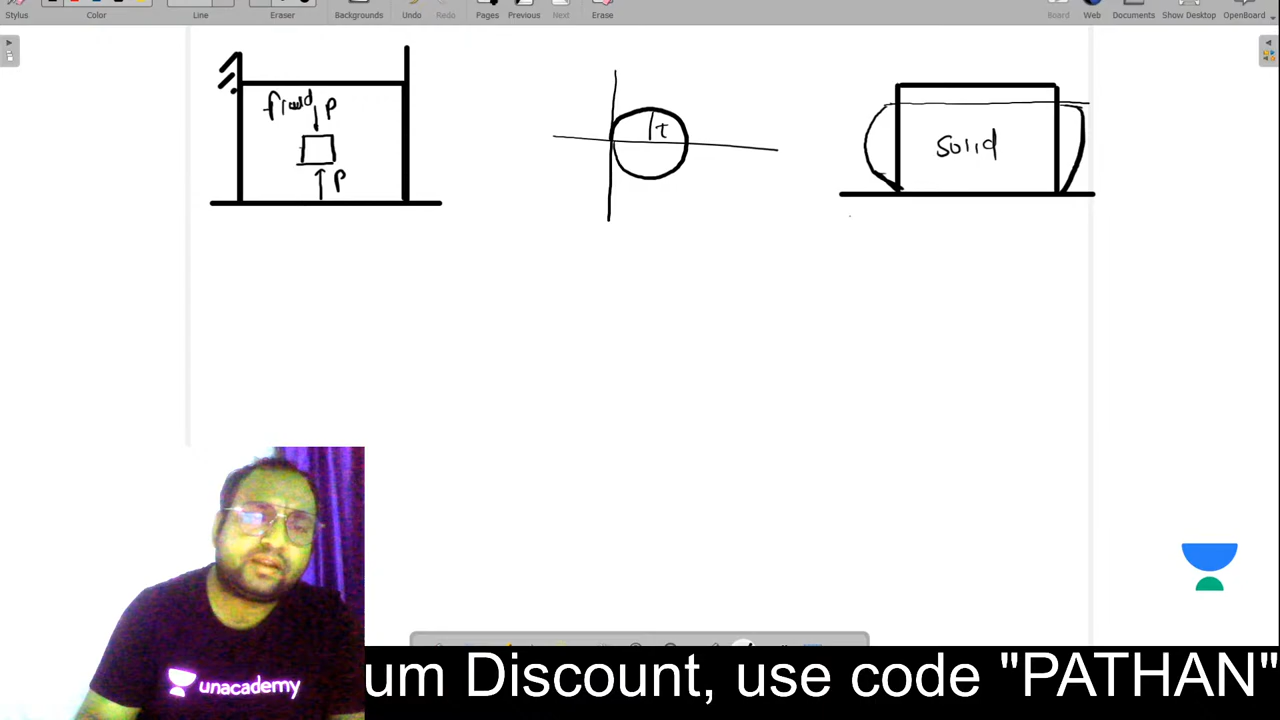 Stylus
Color
Line
Eraser
Backgrounds
Undo
Redo
Pages
Previous
Next
Erase
Board
Web
Documents
Show Desktop
OpenBoard
P
P
τ
Solid
unacademy
um Discount, use code "PATHAN"